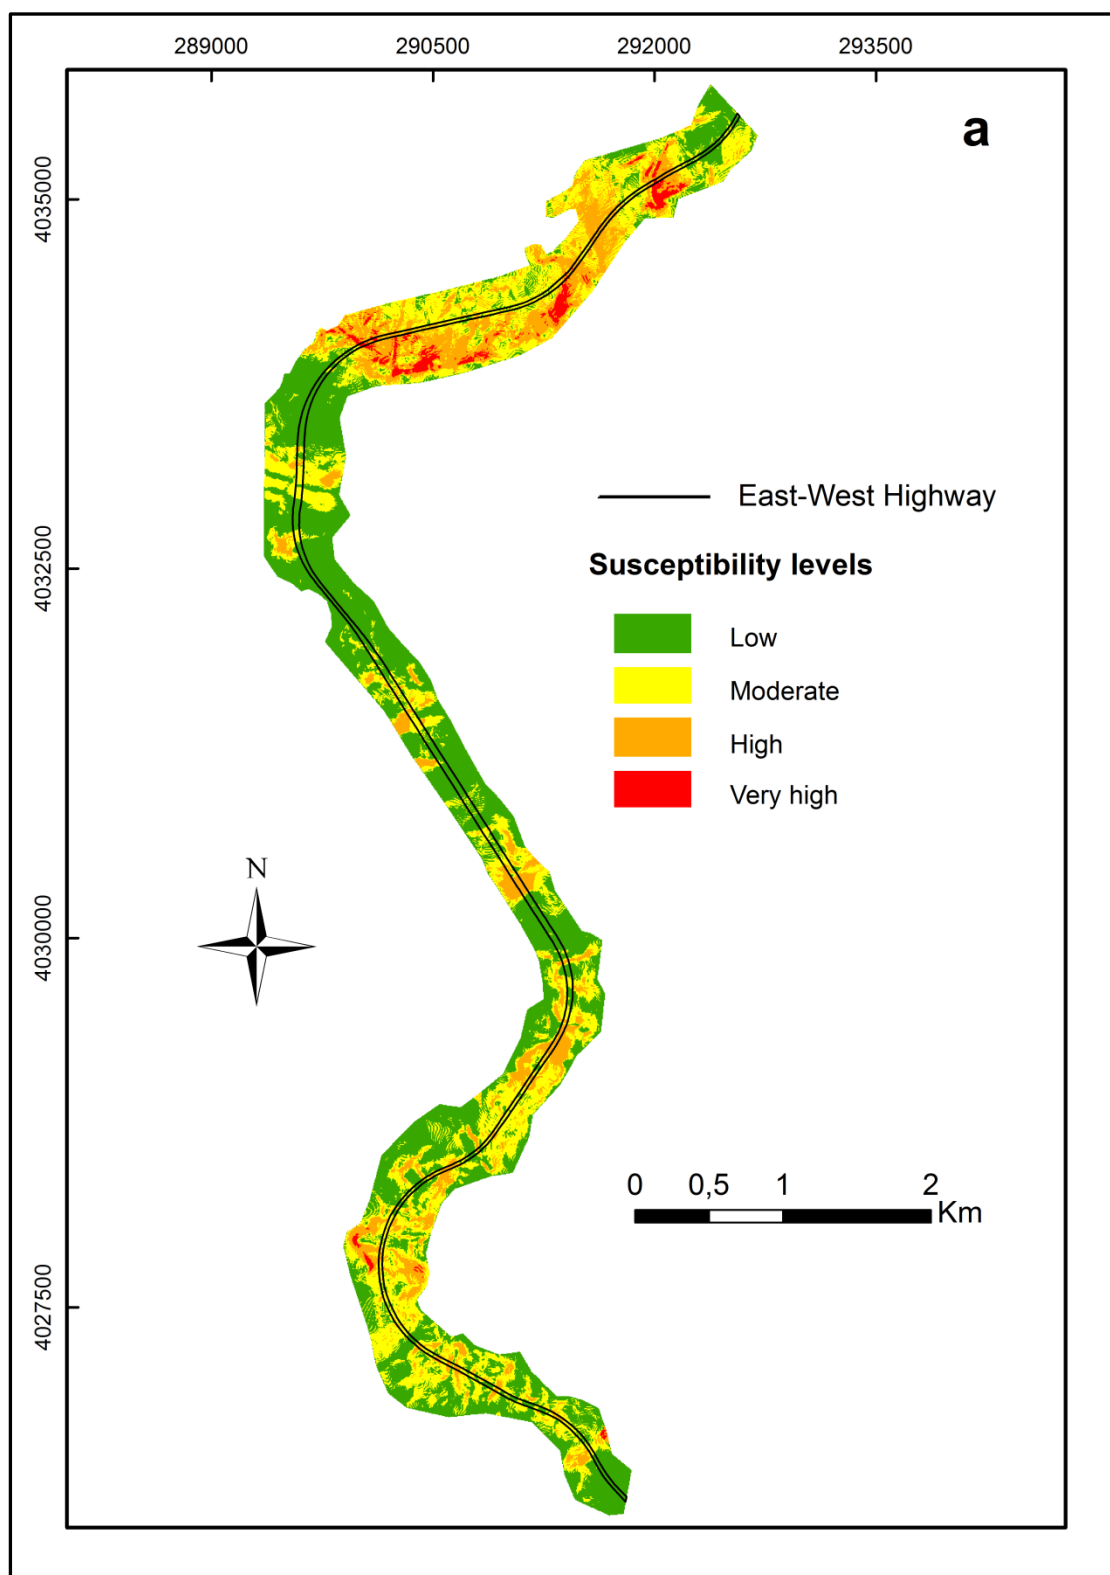 289000 290500 292000 293500
a
4035000
4032500
4030000
4027500
East-West Highway
Susceptibility levels
Low
Moderate
High
Very high
N
0 0,5 1 2
Km